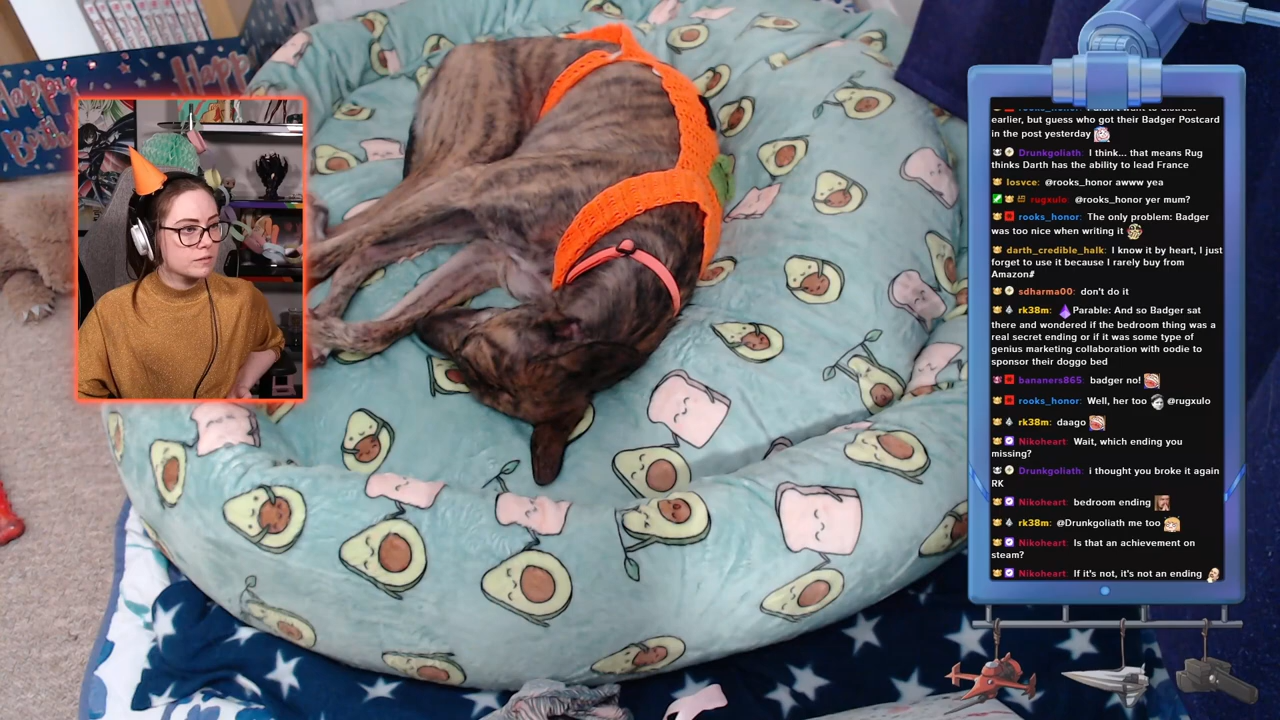 Happy
Birth
Happ
earlier, but guess who got their Badger Postcard
in the post yesterday
Drunkgoliath: I think... that means Rug
thinks Darth has the ability to lead France
losvce: @rooks_honor awww yea
rugxulo: @rooks_honor yer mum?
rooks_honor: The only problem: Badger
was too nice when writing it
darth_credible_halk: I know it by heart, I just
forget to use it because I rarely buy from
Amazon#
sdharma00: don't do it
rk38m: Parable: And so Badger sat
there and wondered if the bedroom thing was a
real secret ending or if it was some type of
genius marketing collaboration with oodie to
sponsor their doggo bed
bananers865: badger no!
rooks_honor: Well, her too @rugxulo
rk38m: daago
Nikoheart: Wait, which ending you
missing?
Drunkgoliath: i thought you broke it again
RK
Nikoheart: bedroom ending
rk38m: @Drunkgoliath me too
Nikoheart: Is that an achievement on
steam?
Nikoheart: If it's not, it's not an ending